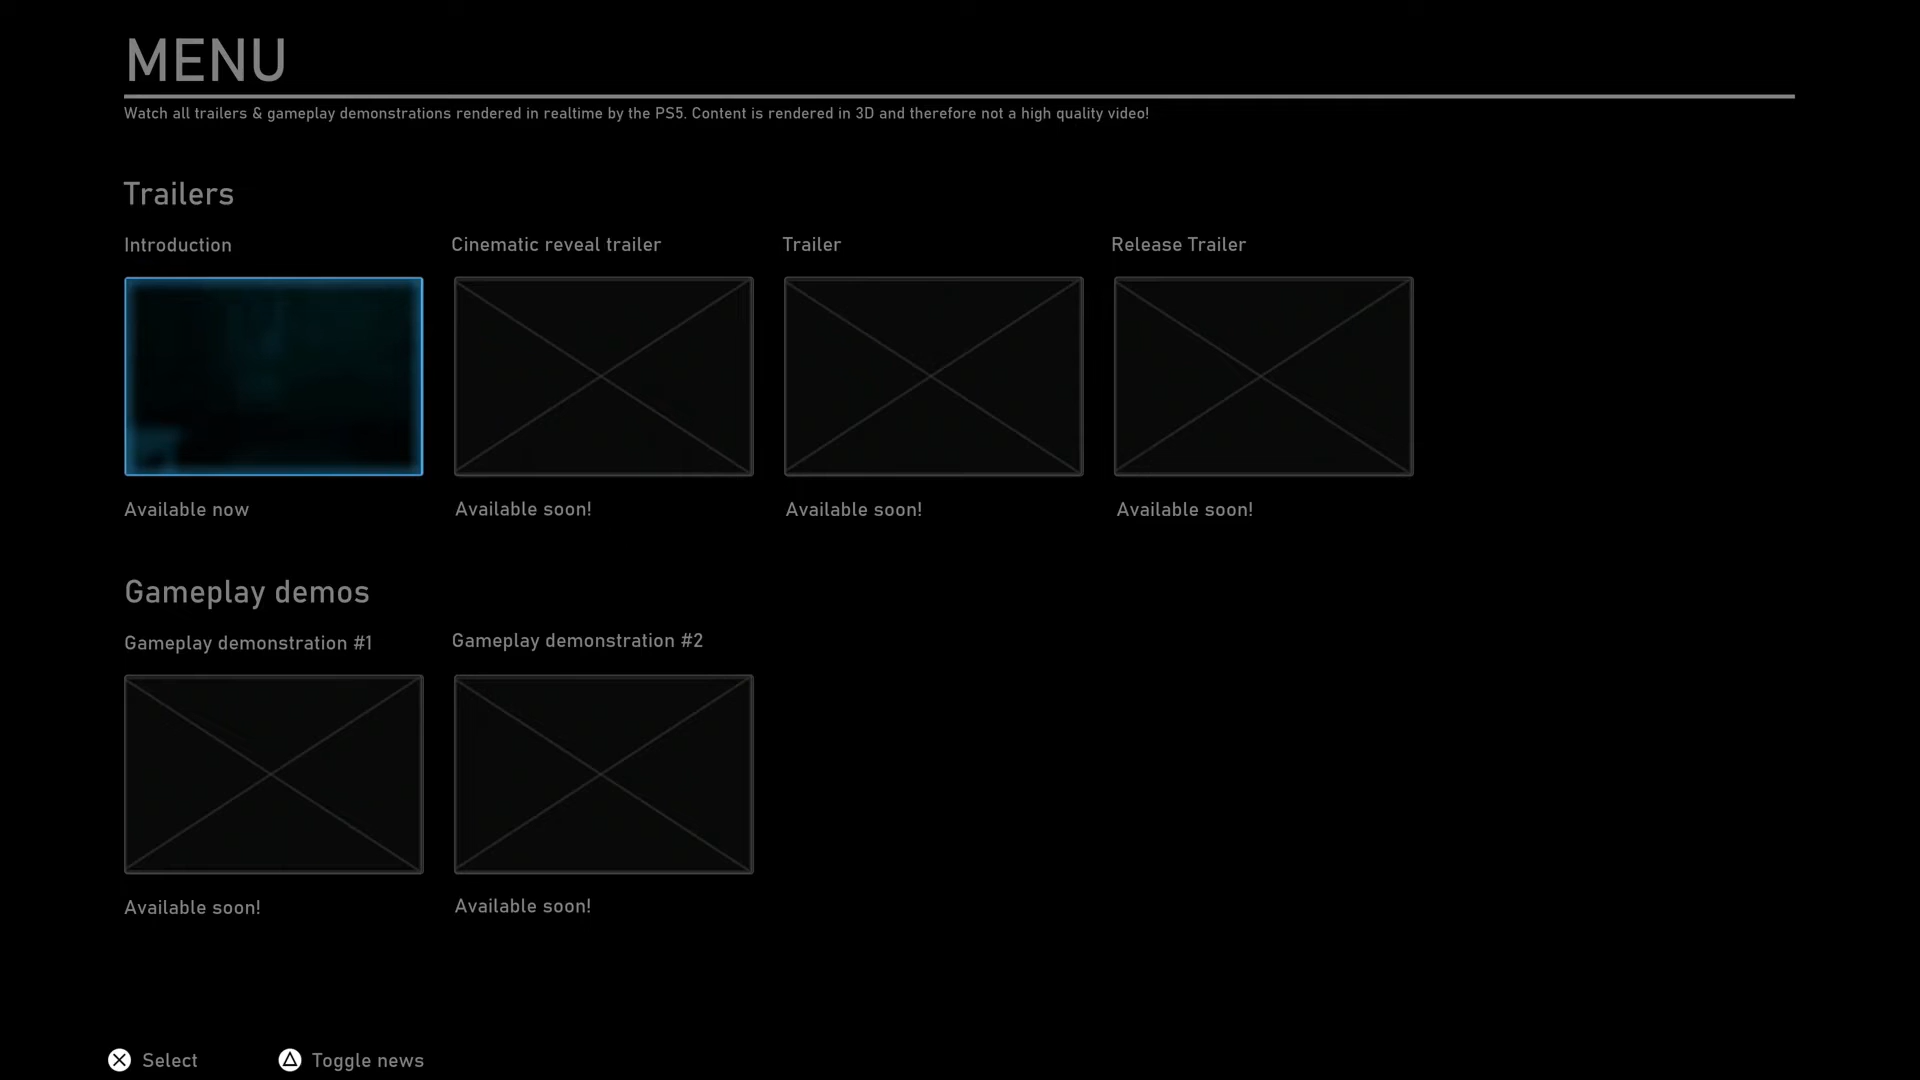 MENU
Watch all trailers & gameplay demonstrations rendered in realtime by the PS5. Content is rendered in 3D and therefore not a high quality video!
Trailers
Introduction
Cinematic reveal trailer
Trailer
Release Trailer
Available now
Available soon!
Available soon!
Available soon!
Gameplay demos
Gameplay demonstration #1
Gameplay demonstration #2
Available soon!
Available soon!
Select
Toggle news